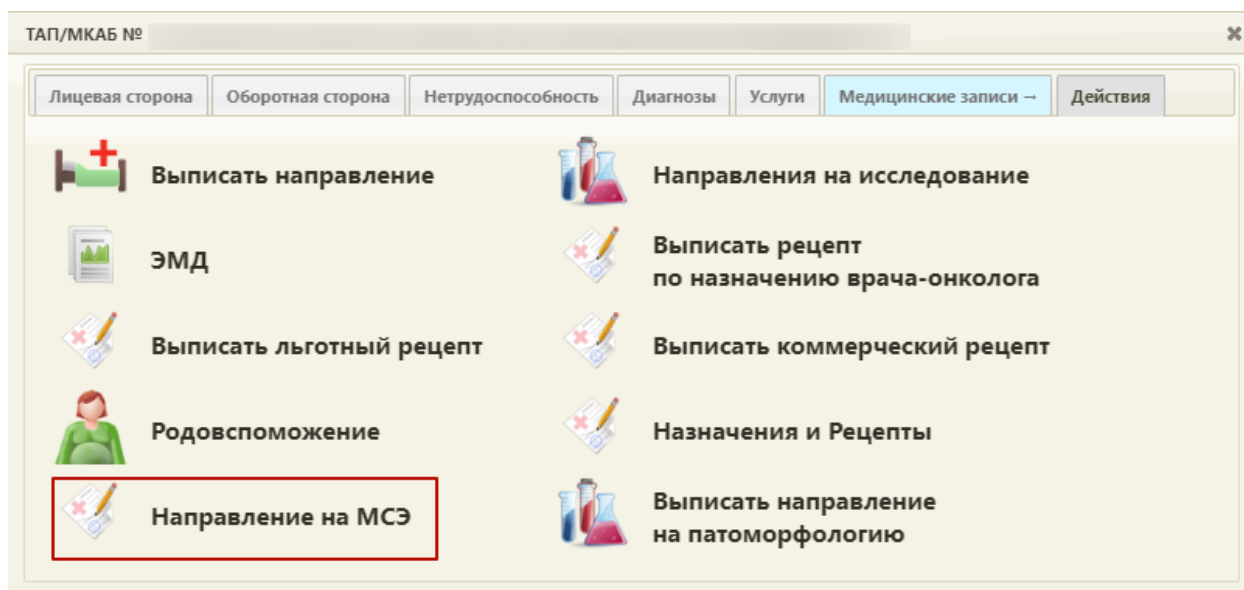 ТАП/МКАБ №
Лицевая сторона Оборотная сторона Нетрудоспособность Диагнозы Услуги Медицинские записи → Действия
Выписать направление
Направления на исследование
ЭМД
Выписать рецепт
по назначению врача-онколога
Выписать льготный рецепт
Выписать коммерческий рецепт
Родовспоможение
Назначения и Рецепты
Направление на МСЭ
Выписать направление
на патоморфологию